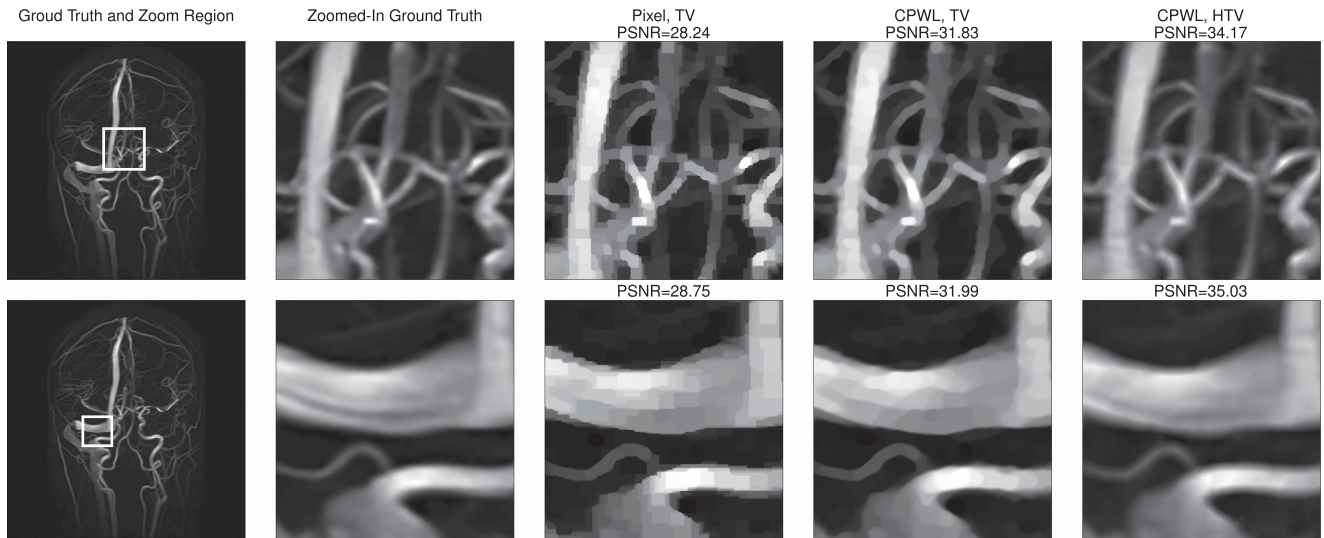 Groud Truth and Zoom Region
Zoomed-In Ground Truth
Pixel, TV
PSNR=28.24
CPWL, TV
PSNR=31.83
CPWL, HTV
PSNR=34.17
PSNR=28.75
PSNR=31.99
PSNR=35.03